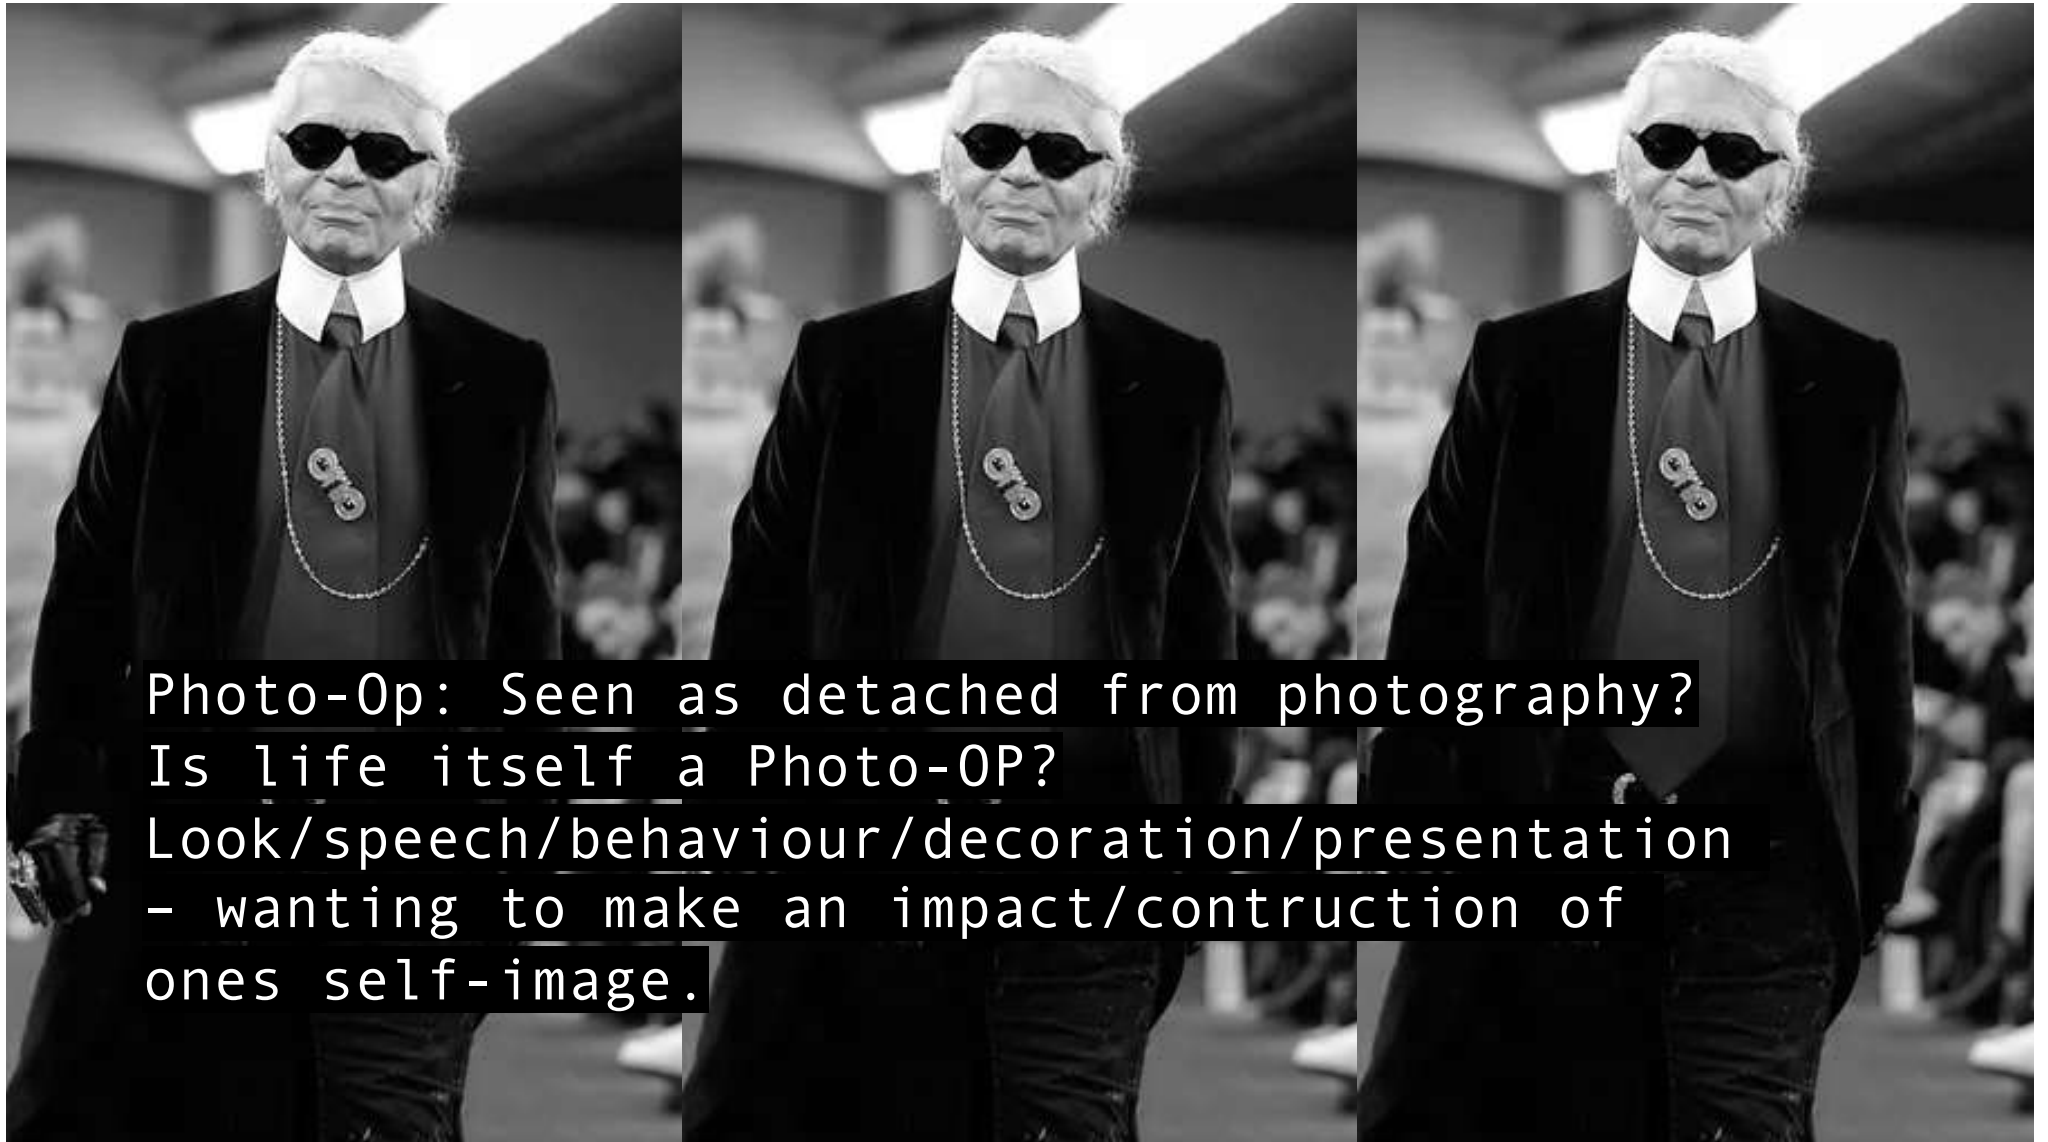 Photo-Op: Seen as detached from photography?
Is life itself a Photo-OP?
Look/speech/behaviour/decoration/presentation
– wanting to make an impact/contruction of
ones self-image.